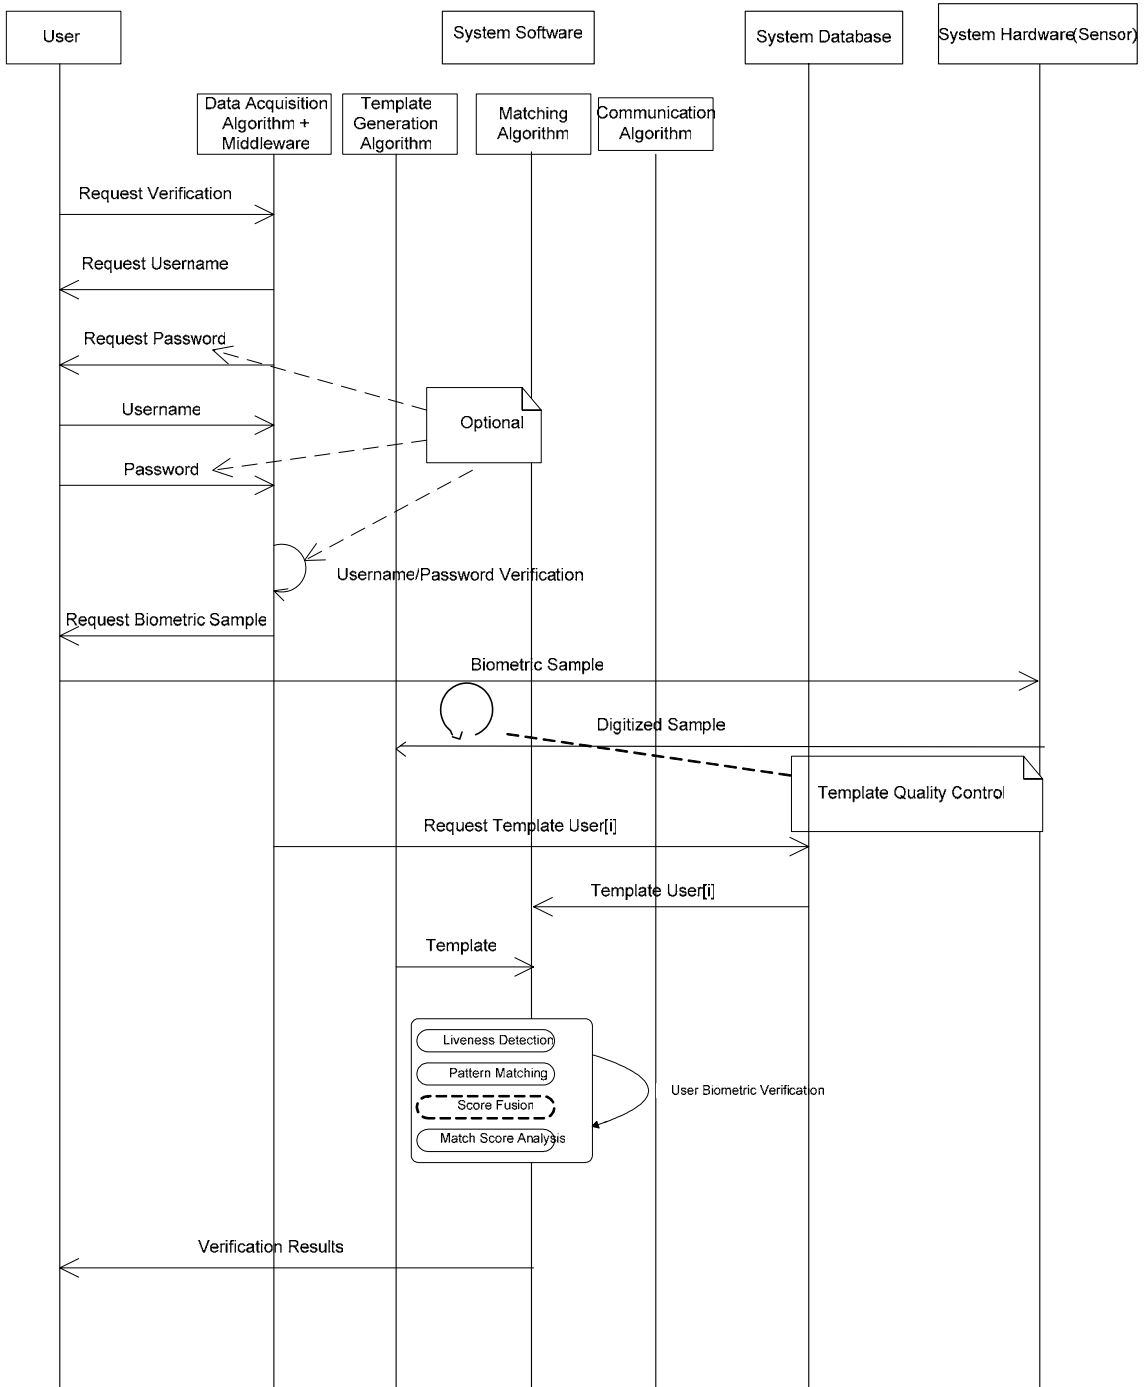 User
System Software
System Database
System Hardware(Sensor)
Data Acquisition
Algorithm +
Middleware
Template
Generation
Algorithm
Matching
Algorithm
Communication
Algorithm
Request Verification
Request Username
Request Password
Username
Optional
Password
Username/Password Verification
Request Biometric Sample
Biometric Sample
Digitized Sample
Template Quality Control
Request Template User[i]
Template User[i]
Template
Liveness Detection
Pattern Matching
Score Fusion
Match Score Analysis
User Biometric Verification
Verification Results